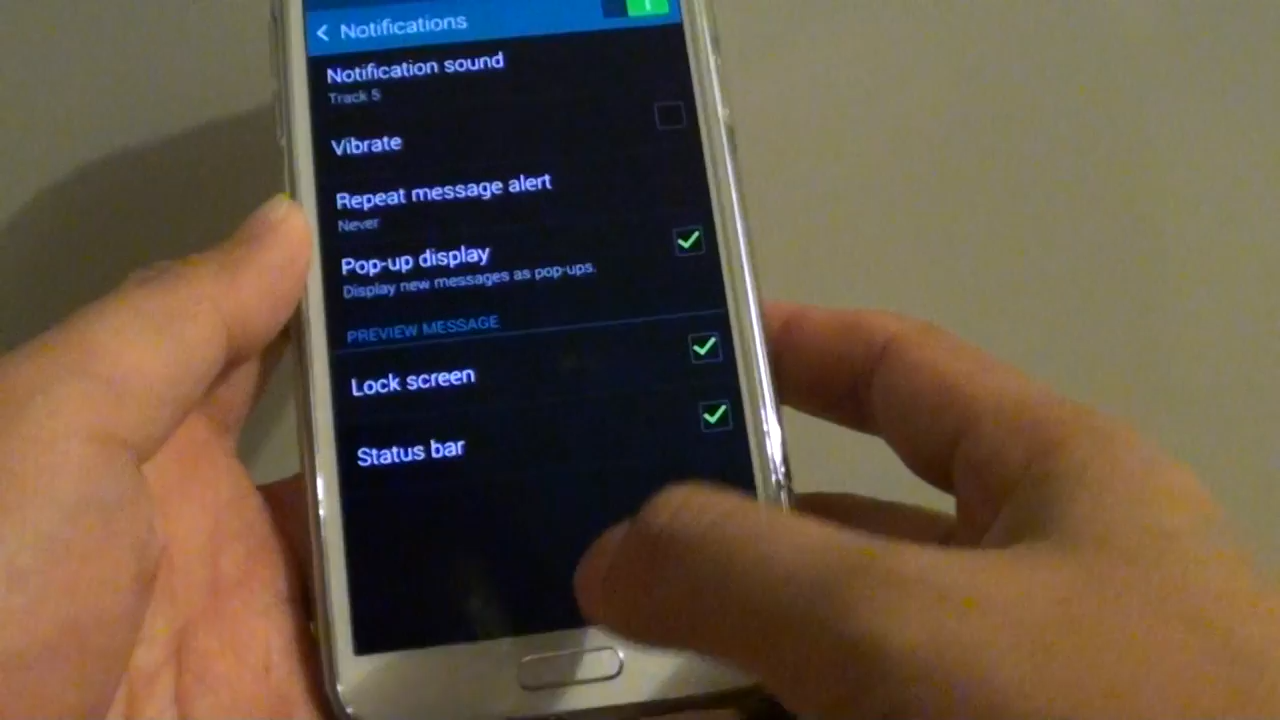 Notifications
Notification sound
Track 5
Vibrate
Repeat message alert
Never
Pop-up display
Display new messages as pop-ups.
PREVIEW MESSAGE
Lock screen
Status bar